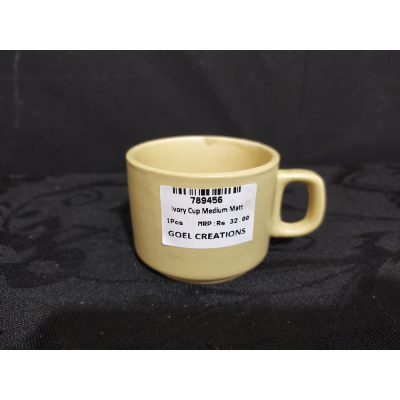 789456
Ivory Cup Medium Matt
1Pcs MRP:Rs 32.00
GOEL CREATIONS